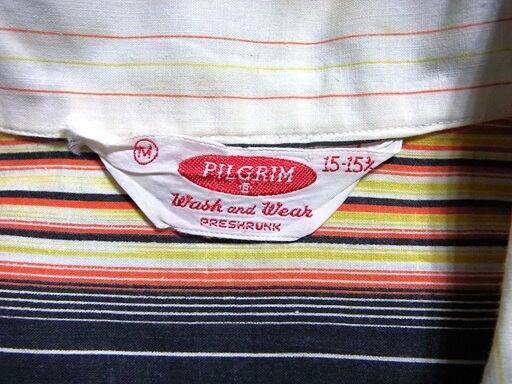 M
PILGRIM
15-15½
Wash and Wear
PRESHRUNK